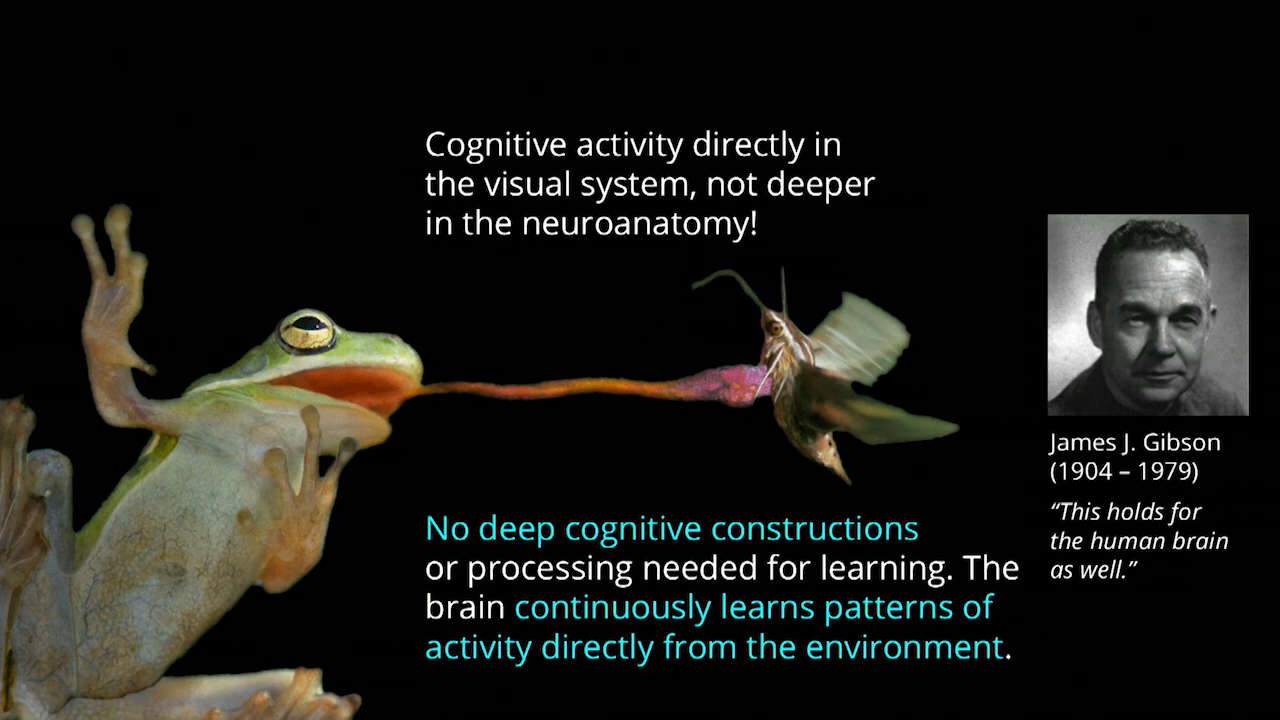 Cognitive activity directly in
the visual system, not deeper
in the neuroanatomy!
No deep cognitive constructions
or processing needed for learning. The
brain continuously learns patterns of
activity directly from the environment.
James J. Gibson
(1904 – 1979)
“This holds for
the human brain
as well.”